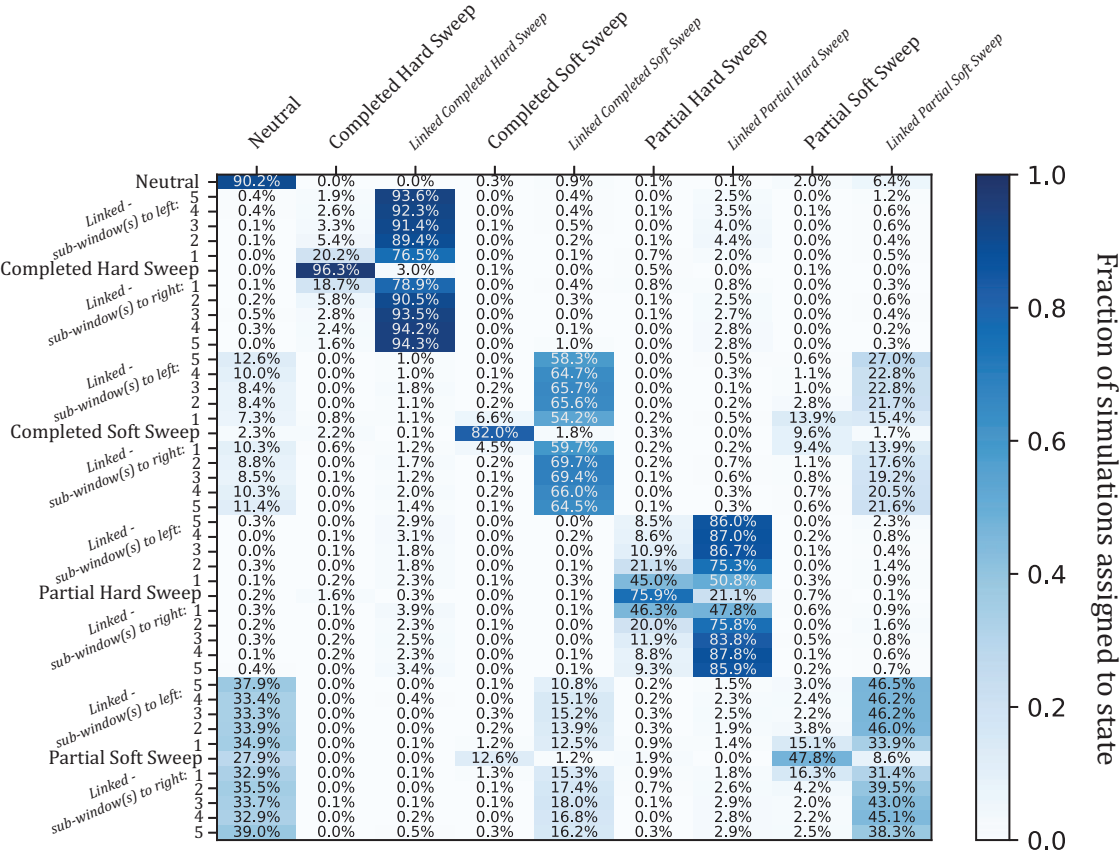 Neutral
Completed Hard Sweep
Linked Completed Hard Sweep
Completed Soft Sweep
Linked Completed Soft Sweep
Partial Hard Sweep
Linked Partial Hard Sweep
Partial Soft Sweep
Linked Partial Soft Sweep
Neutral 90.2% 0.0% 0.0% 0.3% 0.9% 0.1% 0.1% 2.0% 6.4%
Linked -
sub-window(s) to left:
5 0.4% 1.9% 93.6% 0.0% 0.4% 0.0% 2.5% 0.0% 1.2%
4 0.4% 2.6% 92.3% 0.0% 0.4% 0.1% 3.5% 0.1% 0.6%
3 0.1% 3.3% 91.4% 0.0% 0.5% 0.0% 4.0% 0.0% 0.6%
2 0.1% 5.4% 89.4% 0.0% 0.2% 0.1% 4.4% 0.0% 0.4%
1 0.0% 20.2% 76.5% 0.0% 0.1% 0.7% 2.0% 0.0% 0.5%
Completed Hard Sweep 0.0% 96.3% 3.0% 0.1% 0.0% 0.5% 0.0% 0.1% 0.0%
Linked -
sub-window(s) to right:
1 0.1% 18.7% 78.9% 0.0% 0.4% 0.8% 0.8% 0.0% 0.3%
2 0.2% 5.8% 90.5% 0.0% 0.3% 0.1% 2.5% 0.0% 0.6%
3 0.5% 2.8% 93.5% 0.0% 0.1% 0.0% 2.7% 0.0% 0.4%
4 0.3% 2.4% 94.2% 0.0% 0.1% 0.0% 2.8% 0.0% 0.2%
5 0.0% 1.6% 94.3% 0.0% 1.0% 0.0% 2.8% 0.0% 0.3%
Linked -
sub-window(s) to left:
5 12.6% 0.0% 1.0% 0.0% 58.3% 0.0% 0.5% 0.6% 27.0%
4 10.0% 0.0% 1.0% 0.2% 64.7% 0.0% 0.3% 1.1% 22.8%
3 8.4% 0.0% 1.8% 0.2% 65.7% 0.0% 0.1% 1.0% 22.8%
2 8.4% 0.0% 1.1% 0.2% 65.6% 0.0% 0.2% 2.8% 21.7%
1 7.3% 0.8% 1.1% 6.6% 54.2% 0.2% 0.5% 13.9% 15.4%
Completed Soft Sweep 2.3% 2.2% 0.1% 82.0% 1.8% 0.3% 0.0% 9.6% 1.7%
Linked -
sub-window(s) to right:
1 10.3% 0.6% 1.2% 4.5% 59.7% 0.2% 0.2% 9.4% 13.9%
2 8.8% 0.0% 1.7% 0.2% 69.7% 0.2% 0.7% 1.1% 17.6%
3 8.5% 0.0% 1.2% 0.2% 69.4% 0.1% 0.6% 0.8% 19.2%
4 10.3% 0.0% 2.0% 0.2% 66.0% 0.0% 0.3% 0.7% 20.5%
5 11.4% 0.0% 1.4% 0.1% 64.5% 0.1% 0.3% 0.6% 21.6%
Linked -
sub-window(s) to left:
5 0.3% 0.0% 2.9% 0.0% 0.0% 8.5% 86.0% 0.0% 2.3%
4 0.0% 0.1% 3.1% 0.0% 0.0% 8.6% 87.0% 0.2% 0.8%
3 0.0% 0.1% 1.8% 0.0% 0.0% 10.9% 86.7% 0.1% 0.4%
2 0.3% 0.0% 1.8% 0.0% 0.1% 21.1% 75.3% 0.0% 1.4%
1 0.1% 0.2% 2.3% 0.1% 0.3% 45.0% 50.8% 0.3% 0.9%
Partial Hard Sweep 0.2% 1.6% 0.3% 0.0% 0.1% 75.9% 21.1% 0.7% 0.1%
Linked -
sub-window(s) to right:
1 0.3% 0.1% 3.9% 0.0% 0.1% 46.3% 47.8% 0.6% 0.9%
2 0.2% 0.0% 2.3% 0.0% 0.0% 20.0% 75.8% 0.0% 1.6%
3 0.3% 0.2% 2.5% 0.0% 0.0% 11.9% 83.8% 0.5% 0.8%
4 0.1% 0.2% 2.3% 0.0% 0.1% 8.8% 87.8% 0.1% 0.6%
5 0.4% 0.0% 3.4% 0.0% 0.1% 9.3% 85.9% 0.2% 0.7%
Linked -
sub-window(s) to left:
5 37.9% 0.0% 0.0% 0.1% 10.8% 0.2% 1.5% 3.0% 46.5%
4 33.4% 0.0% 0.4% 0.0% 15.1% 0.2% 2.3% 2.4% 46.2%
3 33.3% 0.0% 0.0% 0.3% 15.2% 0.3% 2.5% 2.2% 46.2%
2 33.9% 0.0% 0.0% 0.2% 13.9% 0.3% 1.9% 3.8% 46.0%
1 34.9% 0.0% 0.1% 1.2% 12.5% 0.9% 1.4% 15.1% 33.9%
Partial Soft Sweep 27.9% 0.0% 0.0% 12.6% 1.2% 1.9% 0.0% 47.8% 8.6%
Linked -
sub-window(s) to right:
1 32.9% 0.0% 0.1% 1.3% 15.3% 0.9% 1.8% 16.3% 31.4%
2 35.5% 0.0% 0.0% 0.0% 17.4% 0.7% 2.6% 4.2% 39.5%
3 33.7% 0.1% 0.1% 0.0% 18.0% 0.1% 2.9% 2.0% 43.0%
4 32.9% 0.0% 0.2% 0.0% 16.8% 0.0% 2.8% 2.2% 45.1%
5 39.0% 0.0% 0.5% 0.3% 16.2% 0.3% 2.9% 2.5% 38.3%
1.0
0.8
0.6
0.4
0.2
0.0
Fraction of simulations assigned to state